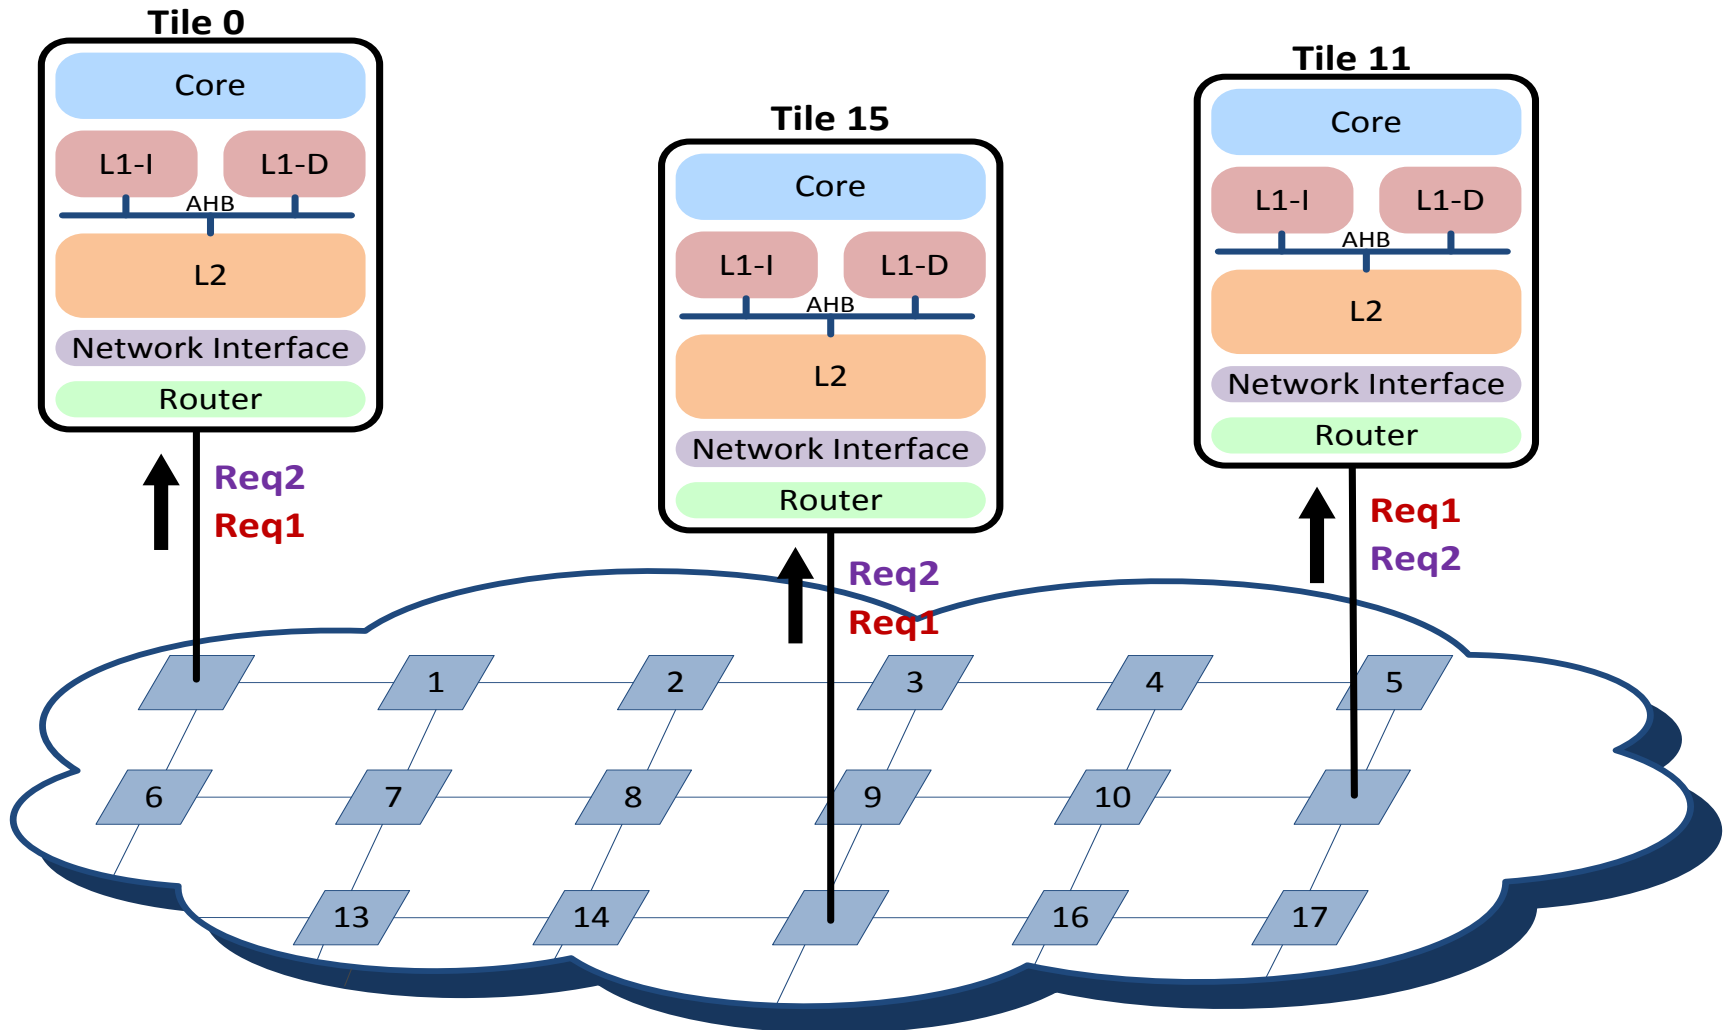 Tile 0
Core
L1-I
L1-D
AHB
L2
Network Interface
Router
Req2
Req1
Tile 15
Core
L1-I
L1-D
AHB
L2
Network Interface
Router
Req2
Req1
Tile 11
Core
L1-I
L1-D
AHB
L2
Network Interface
Router
Req1
Req2
1
2
3
4
5
6
7
8
9
10
13
14
16
17